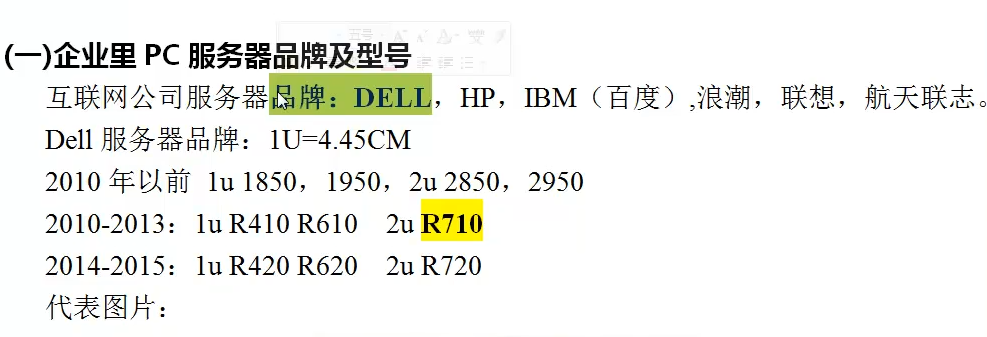 (一)企业里 PC 服务器品牌及型号
互联网公司服务器品牌：DELL，HP，IBM（百度）,浪潮，联想，航天联志。
Dell 服务器品牌：1U=4.45CM
2010 年以前 1u 1850，1950，2u 2850，2950
2010-2013：1u R410 R610 2u R710
2014-2015：1u R420 R620 2u R720
代表图片：